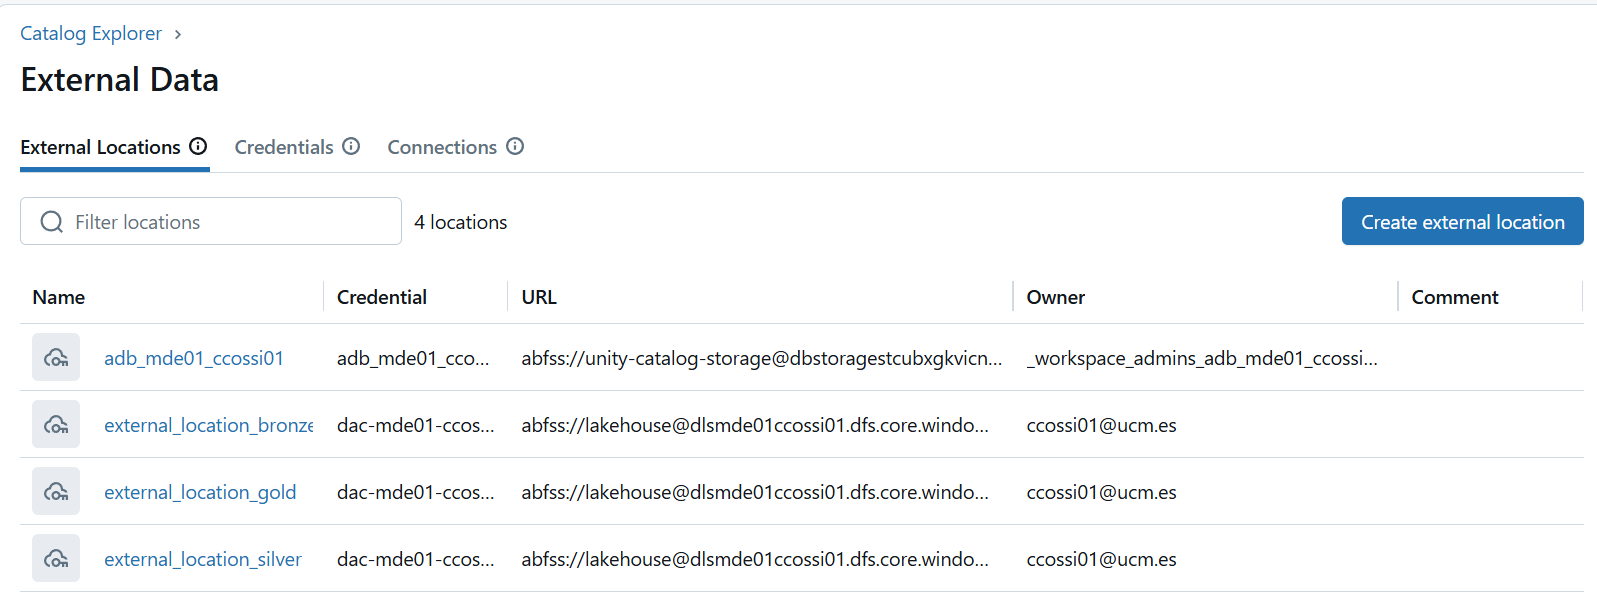 Catalog Explorer >
External Data
External Locations Credentials Connections
Filter locations 4 locations Create external location
Name Credential URL Owner Comment
adb_mde01_ccossi01 adb_mde01_cco... abfss://unity-catalog-storage@dbstoragestcubxgkvicn... _workspace_admins_adb_mde01_ccossi...
external_location_bronze dac-mde01-ccos... abfss://lakehouse@dlsmde01ccossi01.dfs.core.windo... ccossi01@ucm.es
external_location_gold dac-mde01-ccos... abfss://lakehouse@dlsmde01ccossi01.dfs.core.windo... ccossi01@ucm.es
external_location_silver dac-mde01-ccos... abfss://lakehouse@dlsmde01ccossi01.dfs.core.windo... ccossi01@ucm.es